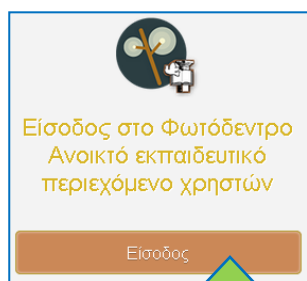 Είσοδος στο Φωτόδεντρο
Ανοικτό εκπαιδευτικό
περιεχόμενο χρηστών
Είσοδος